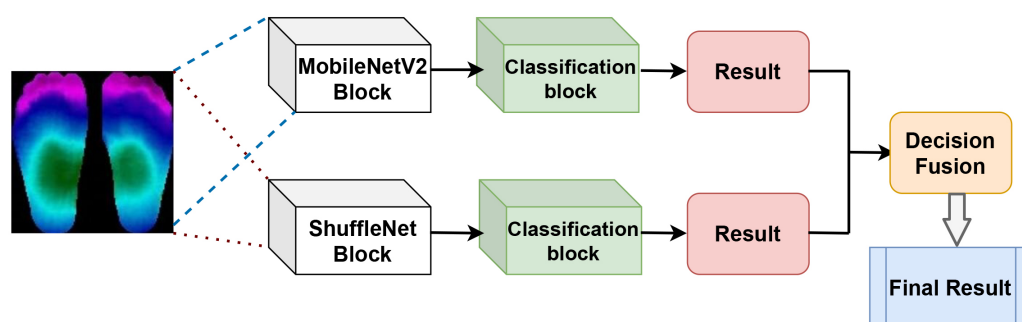 MobileNetV2
Block
Classification
block
Result
ShuffleNet
Block
Classification
block
Result
Decision
Fusion
Final Result